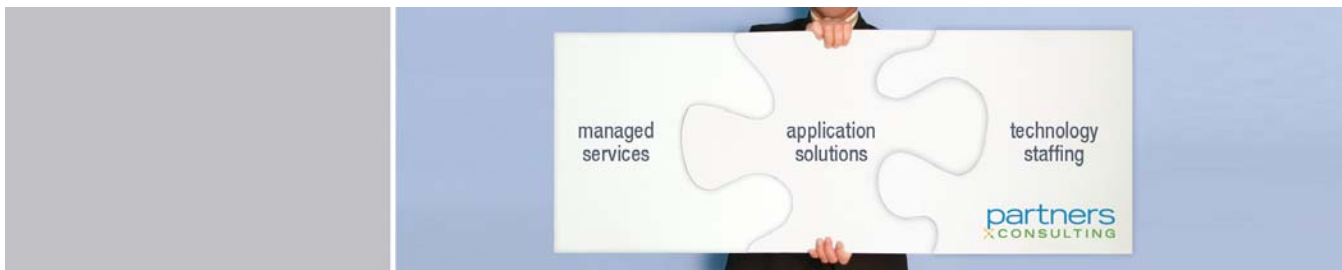 managed
services
application
solutions
technology
staffing
partners
CONSULTING